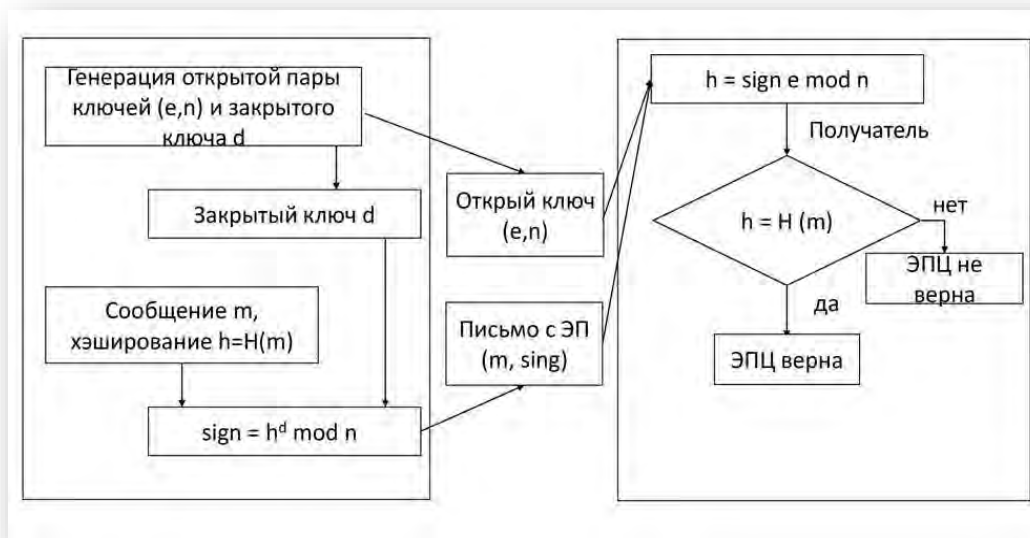 Генерация открытой пары
ключей (e,n) и закрытого
ключа d
Закрытый ключ d
Сообщение m,
хэширование h=H(m)
sign = hᵈ mod n
Открый ключ
(e,n)
Письмо с ЭП
(m, sing)
h = sign e mod n
Получатель
h = H (m)
нет
ЭПЦ не
верна
да
ЭПЦ верна